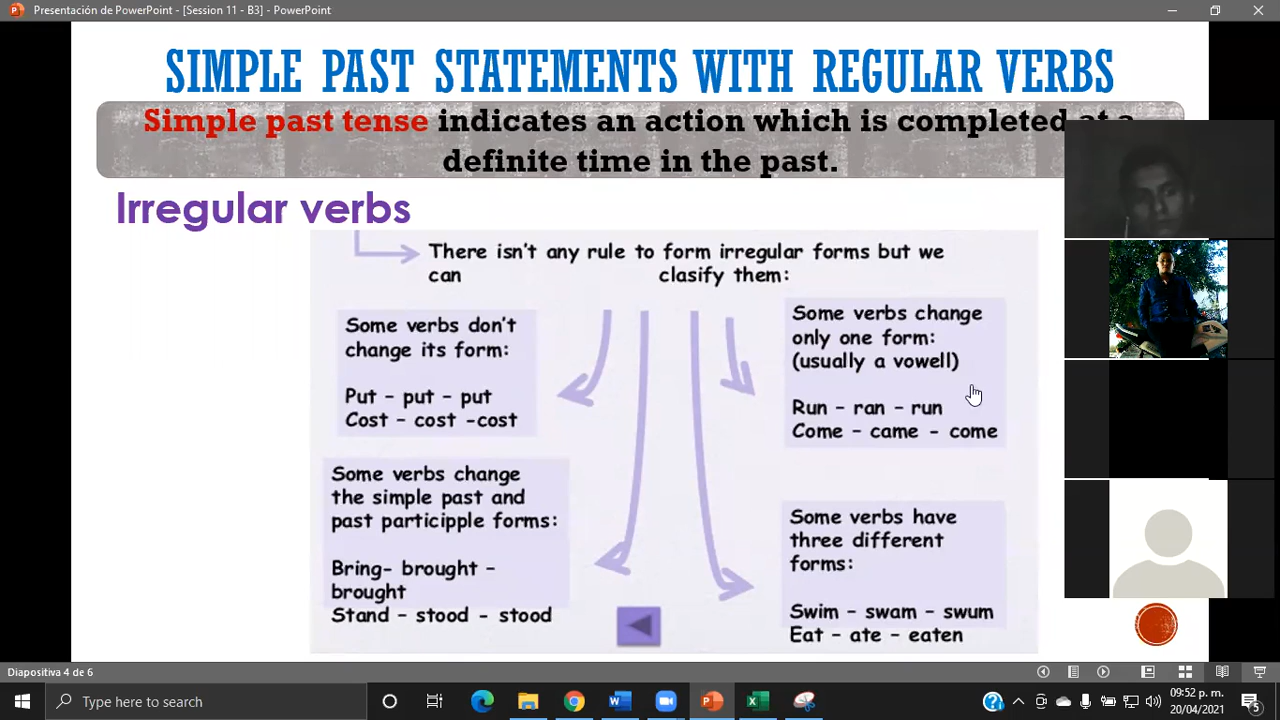 Presentación de PowerPoint - [Session 11 - B3] - PowerPoint
SIMPLE PAST STATEMENTS WITH REGULAR VERBS
Simple past tense indicates an action which is completed at a
definite time in the past.
Irregular verbs
There isn't any rule to form irregular forms but we
can clasify them:
Some verbs don't
change its form:
Put - put - put
Cost - cost -cost
Some verbs change
only one form:
(usually a vowell)
Run - ran - run
Come - came - come
Some verbs change
the simple past and
past participple forms:
Bring- brought -
brought
Stand - stood - stood
Some verbs have
three different
forms:
Swim - swam - swum
Eat - ate - eaten
Diapositiva 4 de 6
Type here to search
09:52 p. m.
20/04/2021
5